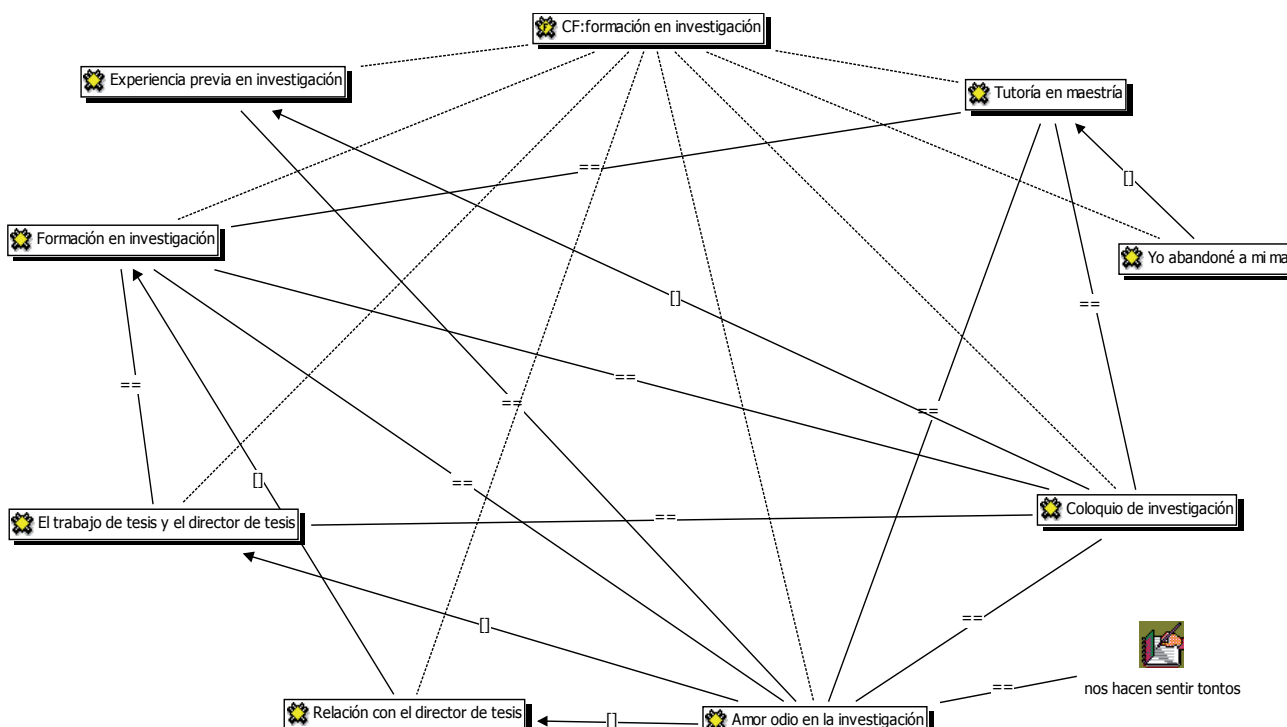 CF:formación en investigación
Experiencia previa en investigación
Tutoría en maestría
==
[]
Formación en investigación
Yo abandoné a mi ma
[]
==
==
==
==
==
[]
==
El trabajo de tesis y el director de tesis
==
Coloquio de investigación
[]
==
==
nos hacen sentir tontos
Relación con el director de tesis
[]
Amor odio en la investigación